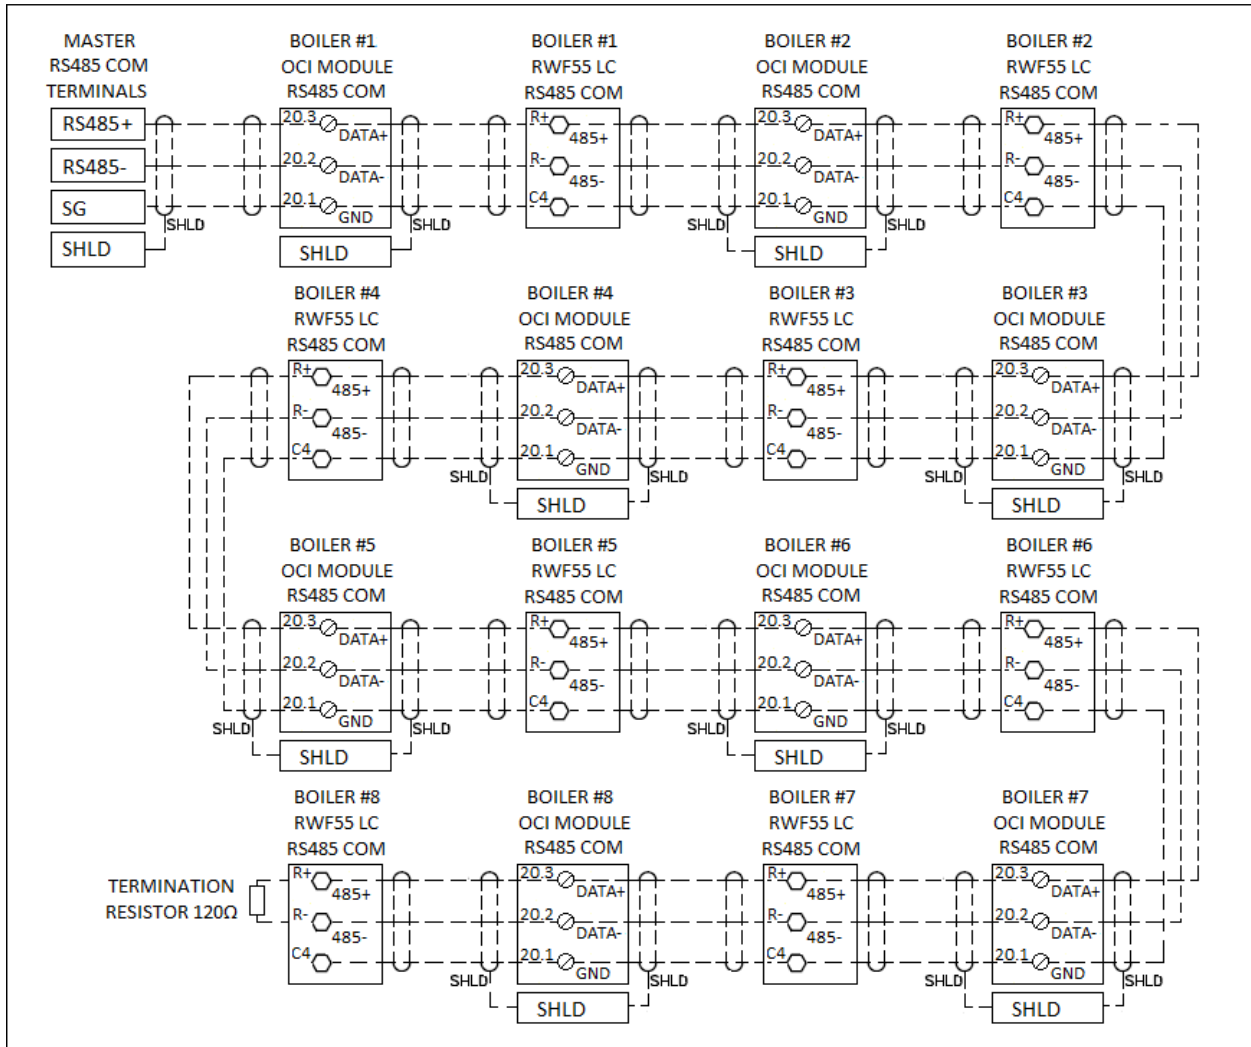 MASTER
RS485 COM
TERMINALS
RS485+
RS485-
SG
SHLD
SHLD
BOILER #1
OCI MODULE
RS485 COM
20.3
DATA+
20.2
DATA-
20.1
GND
SHLD
SHLD
BOILER #1
RWF55 LC
RS485 COM
R+
485+
R-
485-
C4
BOILER #2
OCI MODULE
RS485 COM
20.3
DATA+
20.2
DATA-
20.1
GND
SHLD
SHLD
SHLD
BOILER #2
RWF55 LC
RS485 COM
R+
485+
R-
485-
C4
BOILER #4
RWF55 LC
RS485 COM
R+
485+
R-
485-
C4
BOILER #4
OCI MODULE
RS485 COM
20.3
DATA+
20.2
DATA-
20.1
GND
SHLD
SHLD
SHLD
BOILER #3
RWF55 LC
RS485 COM
R+
485+
R-
485-
C4
BOILER #3
OCI MODULE
RS485 COM
20.3
DATA+
20.2
DATA-
20.1
GND
SHLD
SHLD
SHLD
BOILER #5
OCI MODULE
RS485 COM
20.3
DATA+
20.2
DATA-
20.1
GND
SHLD
SHLD
SHLD
BOILER #5
RWF55 LC
RS485 COM
R+
485+
R-
485-
C4
BOILER #6
OCI MODULE
RS485 COM
20.3
DATA+
20.2
DATA-
20.1
GND
SHLD
SHLD
SHLD
BOILER #6
RWF55 LC
RS485 COM
R+
485+
R-
485-
C4
TERMINATION
RESISTOR 120Ω
BOILER #8
RWF55 LC
RS485 COM
R+
485+
R-
485-
C4
BOILER #8
OCI MODULE
RS485 COM
20.3
DATA+
20.2
DATA-
20.1
GND
SHLD
SHLD
SHLD
BOILER #7
RWF55 LC
RS485 COM
R+
485+
R-
485-
C4
BOILER #7
OCI MODULE
RS485 COM
20.3
DATA+
20.2
DATA-
20.1
GND
SHLD
SHLD
SHLD